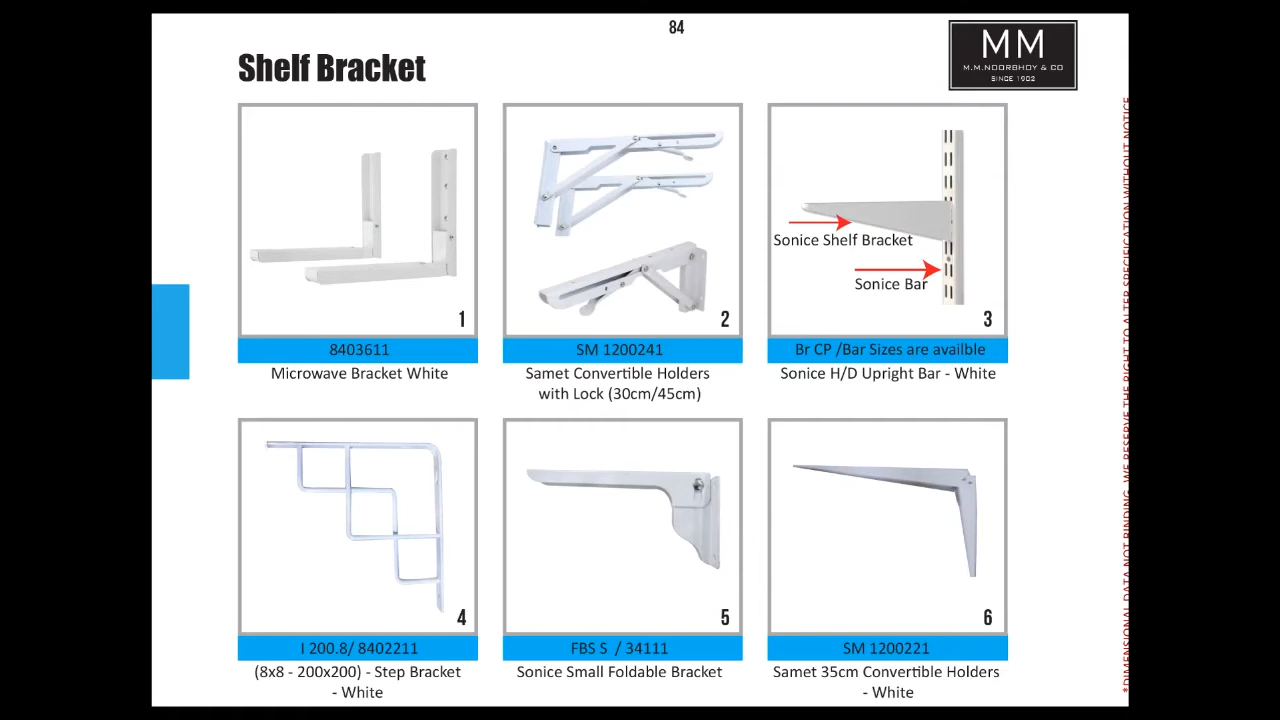 84
Shelf Bracket
MM
M.M.NOORBHOY & CO
SINCE 1902
Sonice Shelf Bracket
Sonice Bar
1
2
3
8403611
SM 1200241
Br CP /Bar Sizes are availble
Microwave Bracket White
Samet Convertible Holders
with Lock (30cm/45cm)
Sonice H/D Upright Bar - White
4
5
6
I 200.8/ 8402211
FBS S / 34111
SM 1200221
(8x8 - 200x200) - Step Bracket
- White
Sonice Small Foldable Bracket
Samet 35cm Convertible Holders
- White
*DIMENSIONAL DATA NOT BINDING. WE RESERVE THE RIGHT TO ALTER SPECIFICATION WITHOUT NOTICE